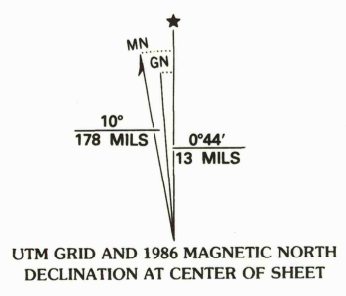 MN
GN
10°
178 MILS
0°44′
13 MILS
UTM GRID AND 1986 MAGNETIC NORTH
DECLINATION AT CENTER OF SHEET